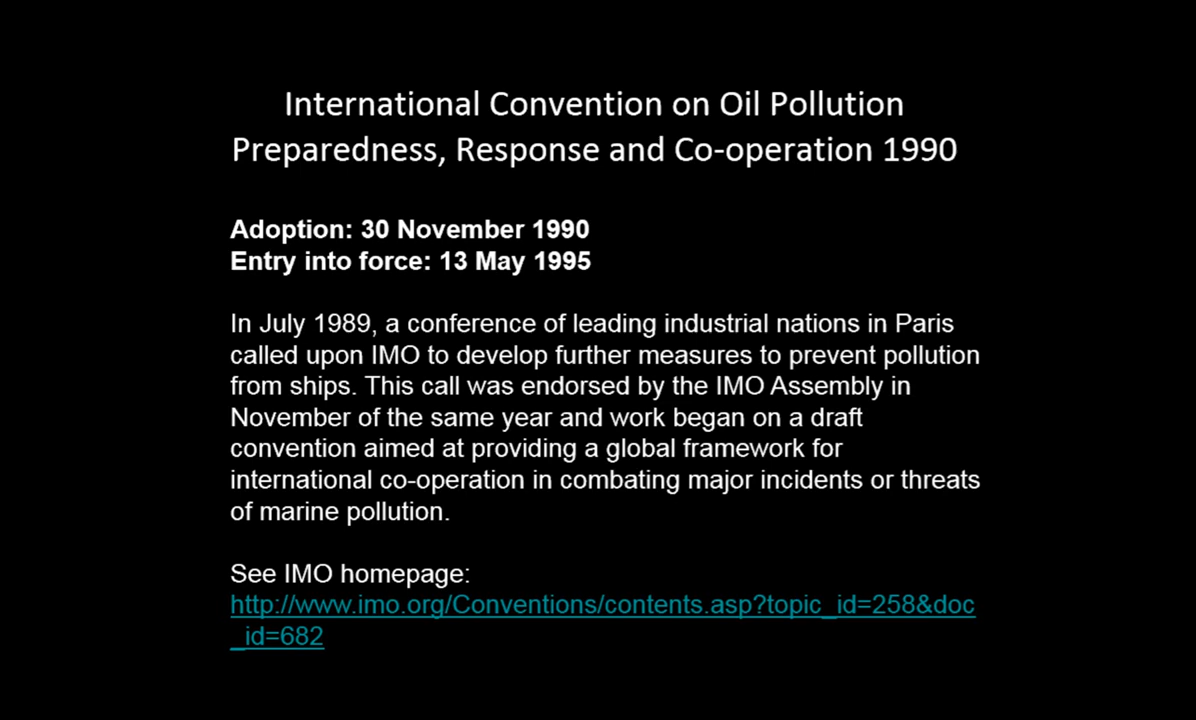 International Convention on Oil Pollution
Preparedness, Response and Co-operation 1990
Adoption: 30 November 1990
Entry into force: 13 May 1995
In July 1989, a conference of leading industrial nations in Paris
called upon IMO to develop further measures to prevent pollution
from ships. This call was endorsed by the IMO Assembly in
November of the same year and work began on a draft
convention aimed at providing a global framework for
international co-operation in combating major incidents or threats
of marine pollution.
See IMO homepage:
http://www.imo.org/Conventions/contents.asp?topic_id=258&doc
_id=682